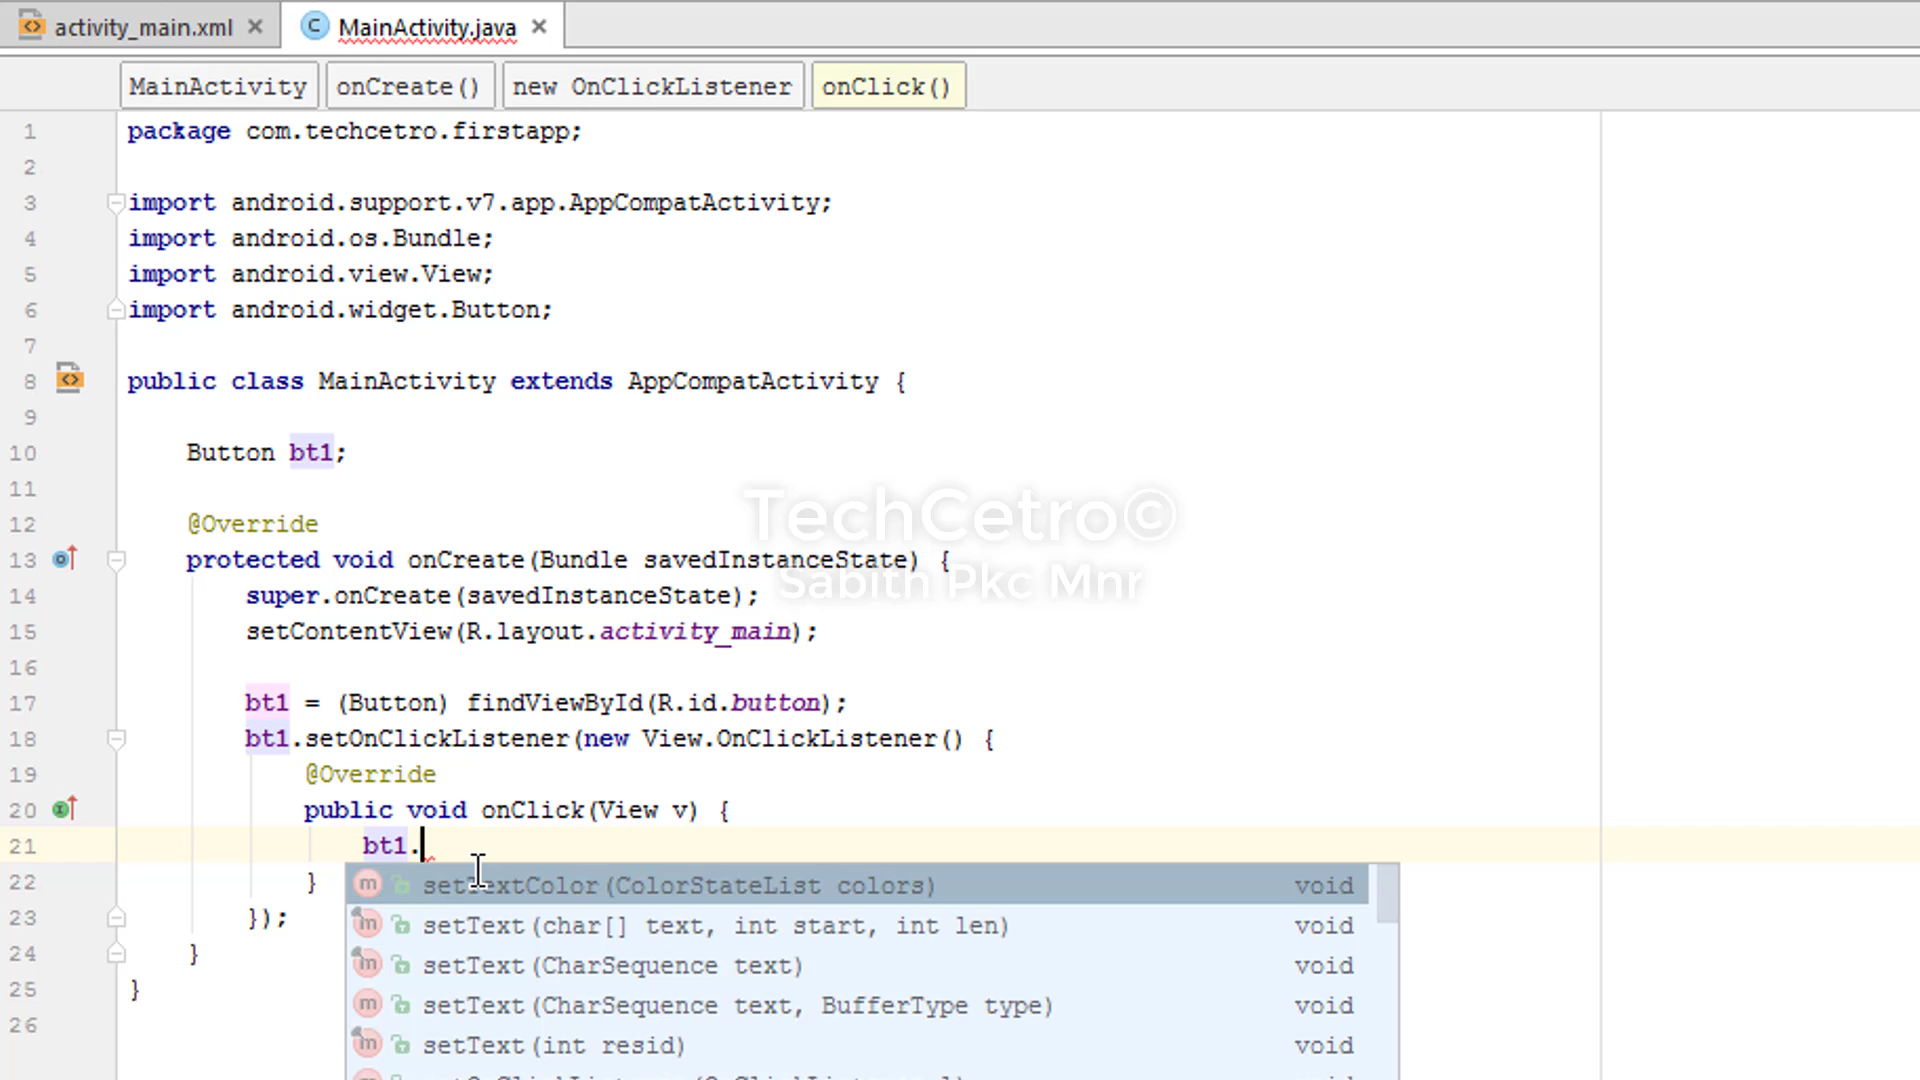 activity_main.xml
MainActivity.java
MainActivity onCreate() new OnClickListener onClick()
1 package com.techcetro.firstapp;
2
3 import android.support.v7.app.AppCompatActivity;
4 import android.os.Bundle;
5 import android.view.View;
6 import android.widget.Button;
7
8 public class MainActivity extends AppCompatActivity {
9
10 Button bt1;
11
TechCetro©
12 @Override
13 protected void onCreate(Bundle savedInstanceState) {
Sabith Pkc Mnr
14 super.onCreate(savedInstanceState);
15 setContentView(R.layout.activity_main);
16
17 bt1 = (Button) findViewById(R.id.button);
18 bt1.setOnClickListener(new View.OnClickListener() {
19 @Override
20 public void onClick(View v) {
21 bt1.
22 }
setTextColor(ColorStateList colors) void
23 });
setText(char[] text, int start, int len) void
24 }
setText(CharSequence text) void
25 }
setText(CharSequence text, BufferType type) void
26
setText(int resid) void